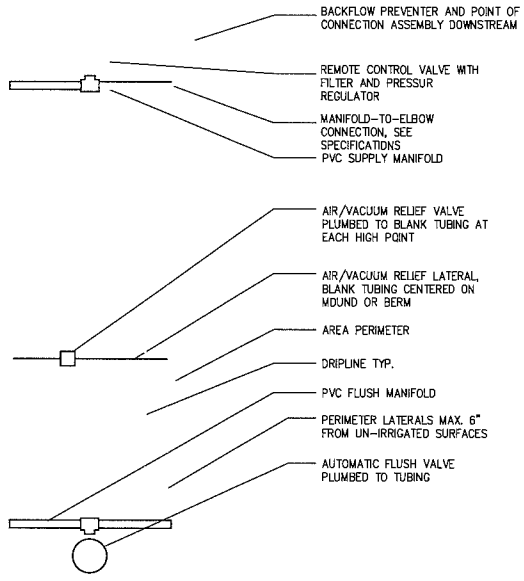 BACKFLOW PREVENTER AND POINT OF
CONNECTION ASSEMBLY DOWNSTREAM
REMOTE CONTROL VALVE WITH
FILTER AND PRESSUR
REGULATOR
MANIFOLD-TO-ELBOW
CONNECTION, SEE
SPECIFICATIONS
PVC SUPPLY MANIFOLD
AIR/VACUUM RELIEF VALVE
PLUMBED TO BLANK TUBING AT
EACH HIGH POINT
AIR/VACUUM RELIEF LATERAL,
BLANK TUBING CENTERED ON
MOUND OR BERM
AREA PERIMETER
DRIPLINE TYP.
PVC FLUSH MANIFOLD
PERIMETER LATERALS MAX. 6"
FROM UN-IRRIGATED SURFACES
AUTOMATIC FLUSH VALVE
PLUMBED TO TUBING